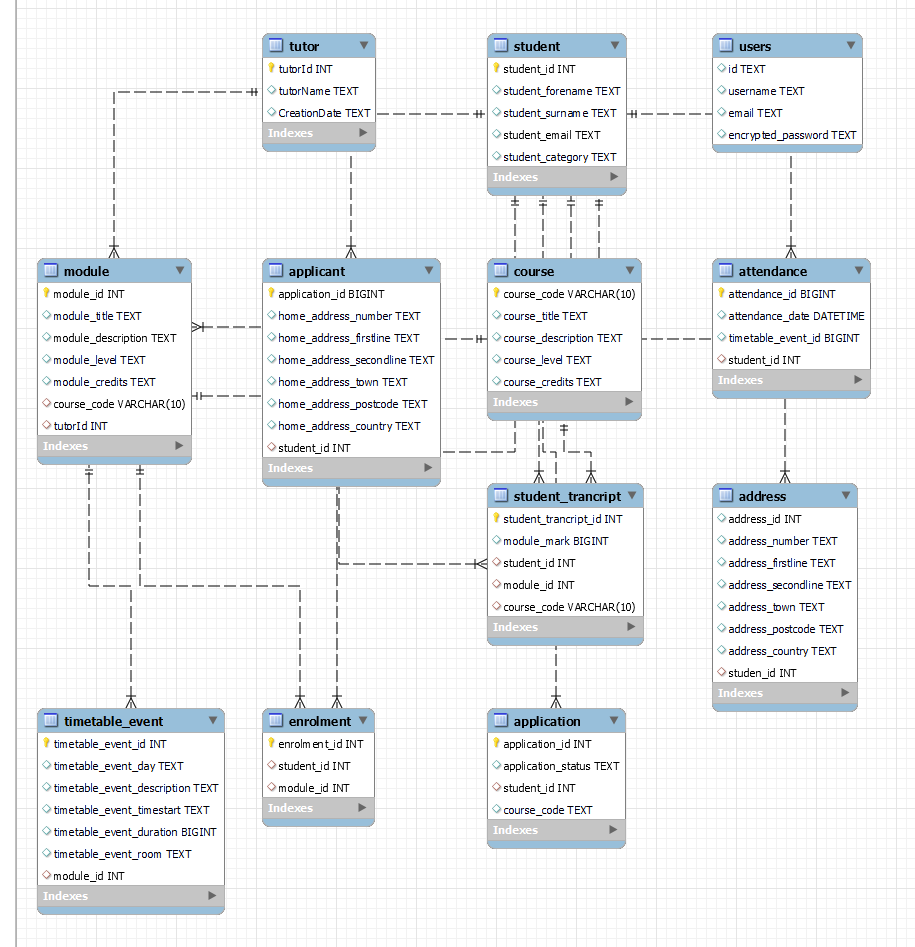 tutor
tutorId INT
tutorName TEXT
CreationDate TEXT
Indexes
student
student_id INT
student_forename TEXT
student_surname TEXT
student_email TEXT
student_category TEXT
Indexes
users
id TEXT
username TEXT
email TEXT
encrypted_password TEXT
module
module_id INT
module_title TEXT
module_description TEXT
module_level TEXT
module_credits TEXT
course_code VARCHAR(10)
tutorId INT
Indexes
applicant
application_id BIGINT
home_address_number TEXT
home_address_firstline TEXT
home_address_secondline TEXT
home_address_town TEXT
home_address_postcode TEXT
home_address_country TEXT
student_id INT
Indexes
course
course_code VARCHAR(10)
course_title TEXT
course_description TEXT
course_level TEXT
course_credits TEXT
Indexes
attendance
attendance_id BIGINT
attendance_date DATETIME
timetable_event_id BIGINT
student_id INT
Indexes
student_trancript
student_trancript_id INT
module_mark BIGINT
student_id INT
module_id INT
course_code VARCHAR(10)
Indexes
address
address_id INT
address_number TEXT
address_firstline TEXT
address_secondline TEXT
address_town TEXT
address_postcode TEXT
address_country TEXT
studen_id INT
Indexes
timetable_event
timetable_event_id INT
timetable_event_day TEXT
timetable_event_description TEXT
timetable_event_timestart TEXT
timetable_event_duration BIGINT
timetable_event_room TEXT
module_id INT
Indexes
enrolment
enrolment_id INT
student_id INT
module_id INT
Indexes
application
application_id INT
application_status TEXT
student_id INT
course_code TEXT
Indexes